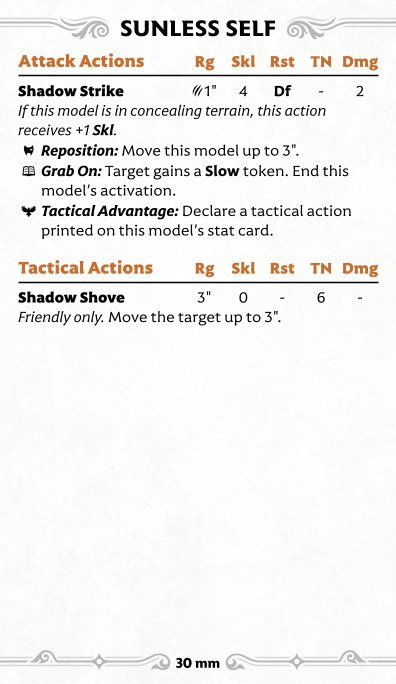 SUNLESS SELF
Attack Actions Rg Skl Rst TN Dmg
Shadow Strike 1" 4 Df - 2
If this model is in concealing terrain, this action
receives +1 Skl.
Reposition: Move this model up to 3".
Grab On: Target gains a Slow token. End this
model's activation.
Tactical Advantage: Declare a tactical action
printed on this model's stat card.
Tactical Actions Rg Skl Rst TN Dmg
Shadow Shove 3" 0 - 6 -
Friendly only. Move the target up to 3".
30 mm